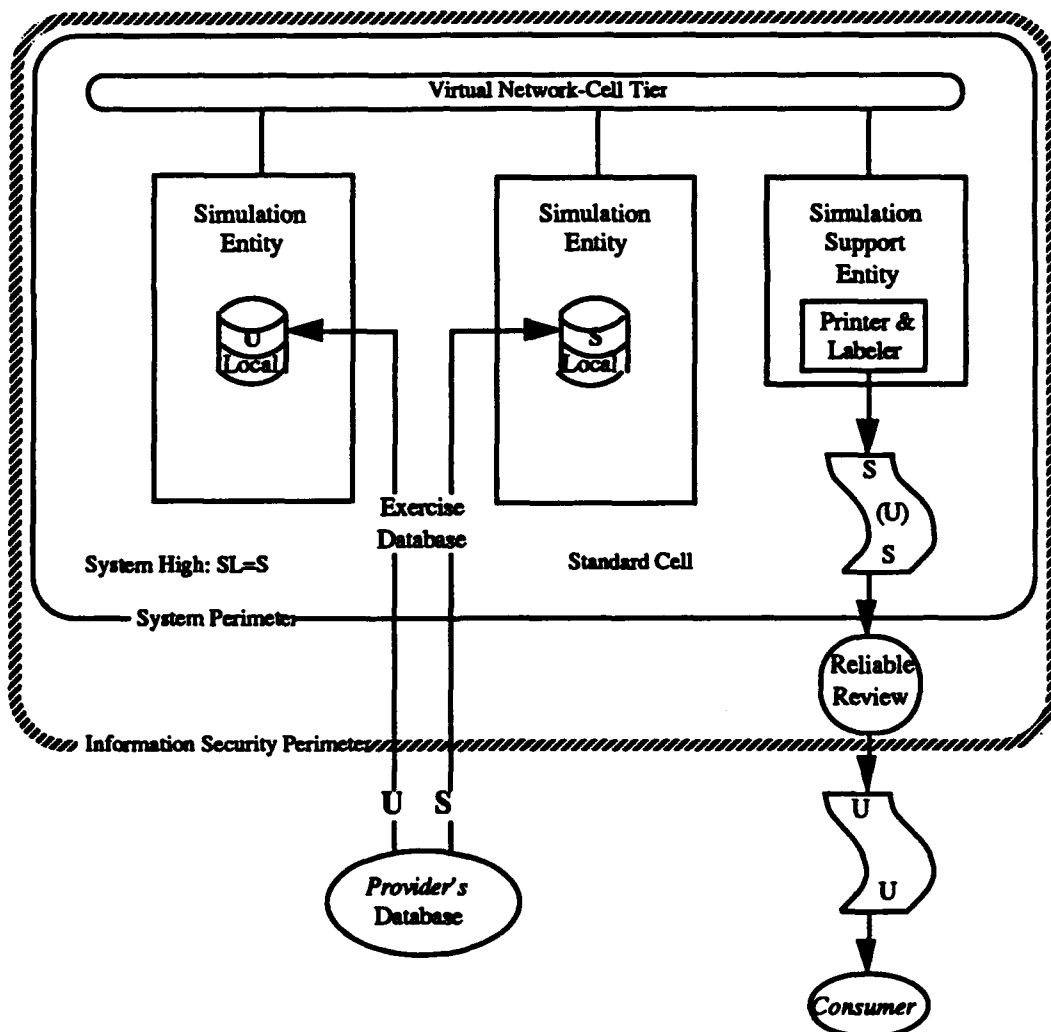 Virtual Network-Cell Tier
Simulation
Entity
U
Local
Simulation
Entity
S
Local
Simulation
Support
Entity
Printer &
Labeler
S
(U)
S
Exercise
Database
System High: SL=S
Standard Cell
System Perimeter
Reliable
Review
Information Security Perimeter
U
S
Provider's
Database
U
U
Consumer